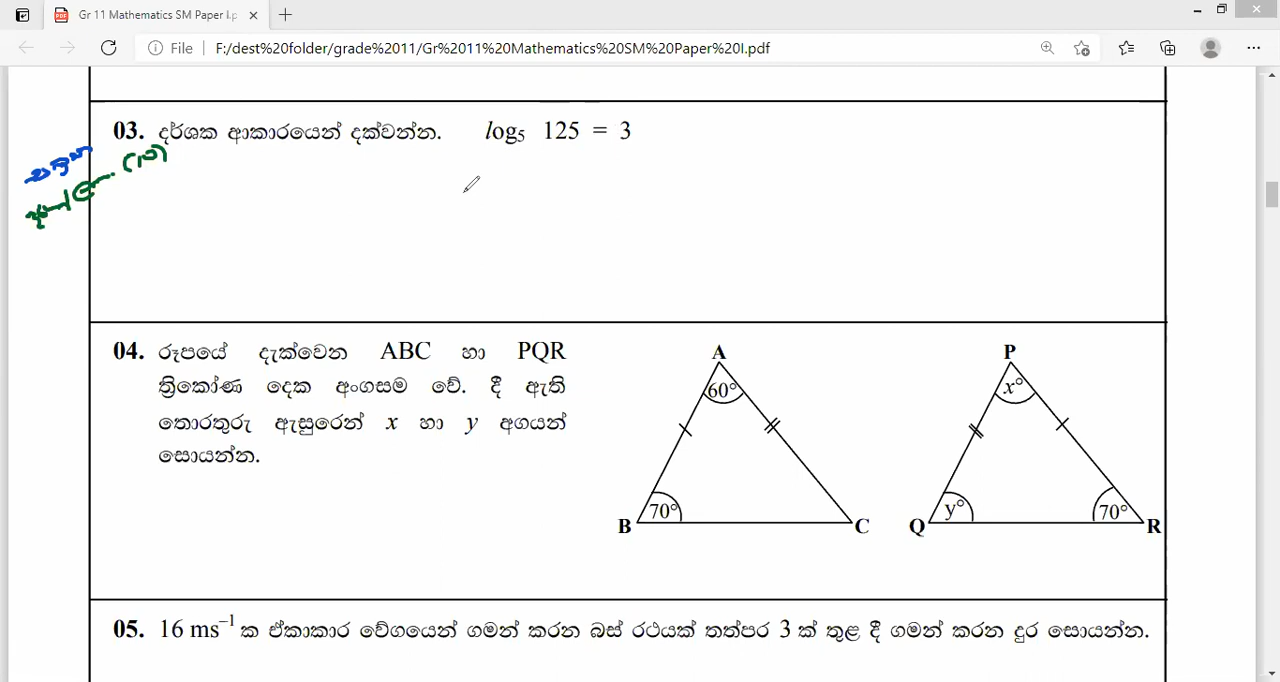 Gr 11 Mathematics SM Paper I.p
File F:/dest%20folder/grade%2011/Gr%2011%20Mathematics%20SM%20Paper%20I.pdf
03. දර්ශක ආකාරයෙන් දක්වන්න. log₅ 125 = 3
(10)
04. රූපයේ දැක්වෙන ABC හා PQR
ත්‍රිකෝණ දෙක අංගසම වේ. දී ඇති
තොරතුරු ඇසුරෙන් x හා y අගයන්
සොයන්න.
A
60°
70°
B
C
P
x°
y°
70°
Q
R
05. 16 ms⁻¹ ක ඒකාකාර වේගයෙන් ගමන් කරන බස් රථයක් තත්පර 3 ක් තුළ දී ගමන් කරන දුර සොයන්න.